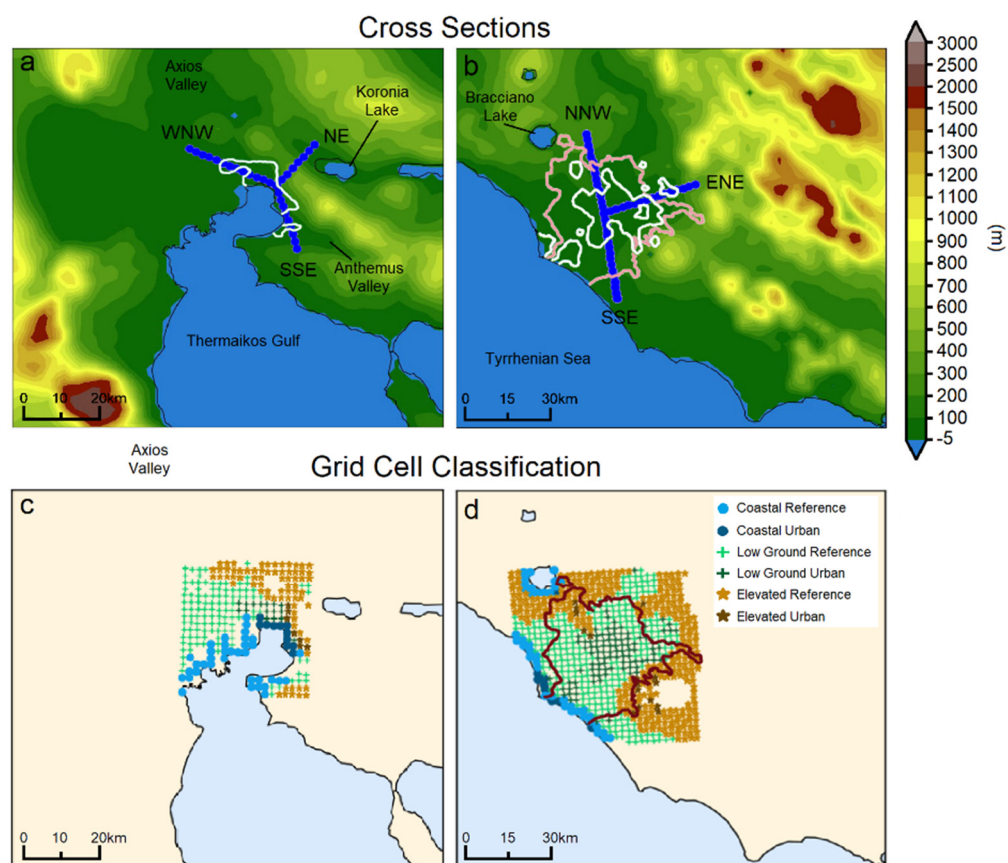 Cross Sections
a
Axios
Valley
Koronia
Lake
WNW
NE
SSE
Anthemus
Valley
Thermaikos Gulf
0 10 20km
b
Bracciano
Lake
NNW
ENE
SSE
Tyrrhenian Sea
0 15 30km
3000
2500
2000
1500
1400
1300
1200
1100
1000
900
800
700
600
500
400
300
200
100
-5
(m)
Axios
Valley
Grid Cell Classification
c
0 10 20km
d
Coastal Reference
Coastal Urban
Low Ground Reference
Low Ground Urban
Elevated Reference
Elevated Urban
0 15 30km